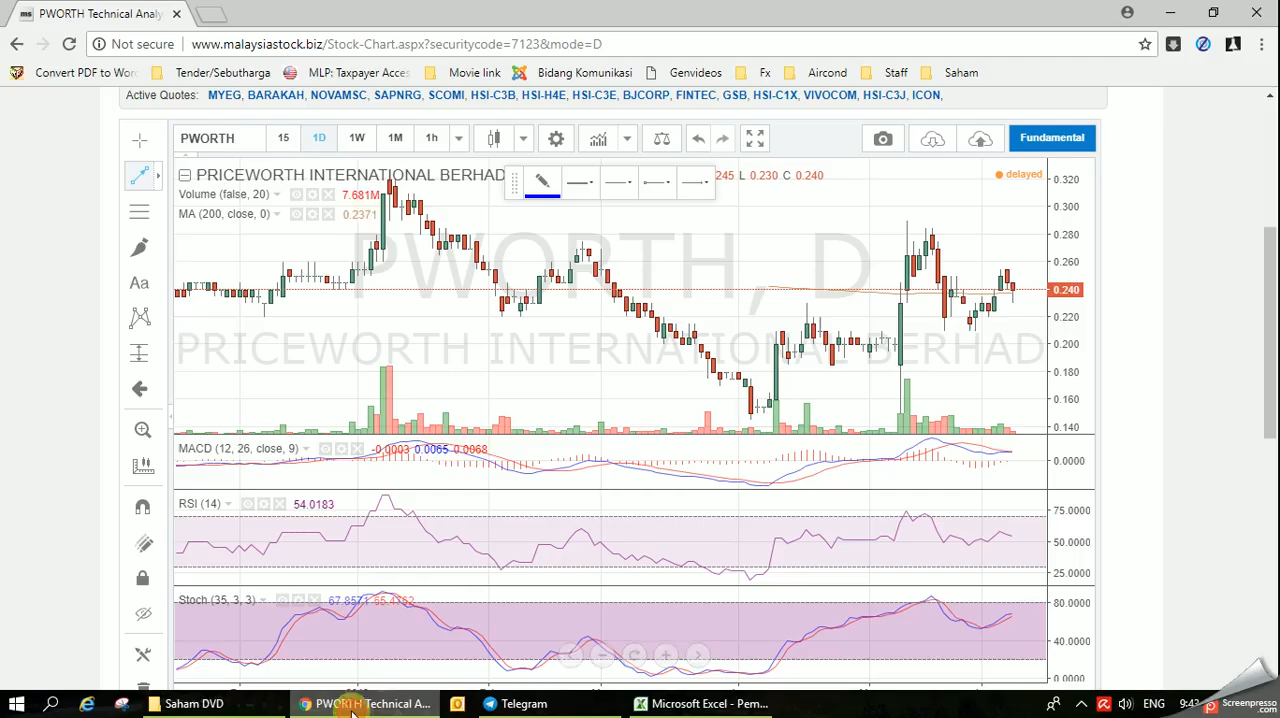 PWORTH Technical Analy
Not secure www.malaysiastock.biz/Stock-Chart.aspx?securitycode=7123&mode=D
Convert PDF to Word Tender/Sebutharga MLP: Taxpayer Acces Movie link Bidang Komunikasi Genvideos Fx Aircond Staff Saham
Active Quotes: MYEG, BARAKAH, NOVAMSC, SAPNRG, SCOMI, HSI-C3B, HSI-H4E, HSI-C3E, BJCORP, FINTEC, GSB, HSI-C1X, VIVOCOM, HSI-C3J, ICON,
PWORTH 15 1D 1W 1M 1h Fundamental
PRICEWORTH INTERNATIONAL BERHAD 245 L 0.230 C 0.240 delayed
Volume (false, 20) 7.681M
MA (200, close, 0) 0.2371
PWORTH, D
PRICEWORTH INTERNATIONAL BERHAD
0.320
0.300
0.280
0.260
0.240
0.220
0.200
0.180
0.160
0.140
MACD (12, 26, close, 9) -0.0003 0.0065 0.0068
0.0000
RSI (14) 54.0183
75.0000
50.0000
25.0000
Stoch (35, 3, 3) 67.8571
80.0000
40.0000
0.0000
Aa
Saham DVD PWORTH Technical A... Telegram Microsoft Excel - Pem... ENG 9:43
Screenpresso
.com